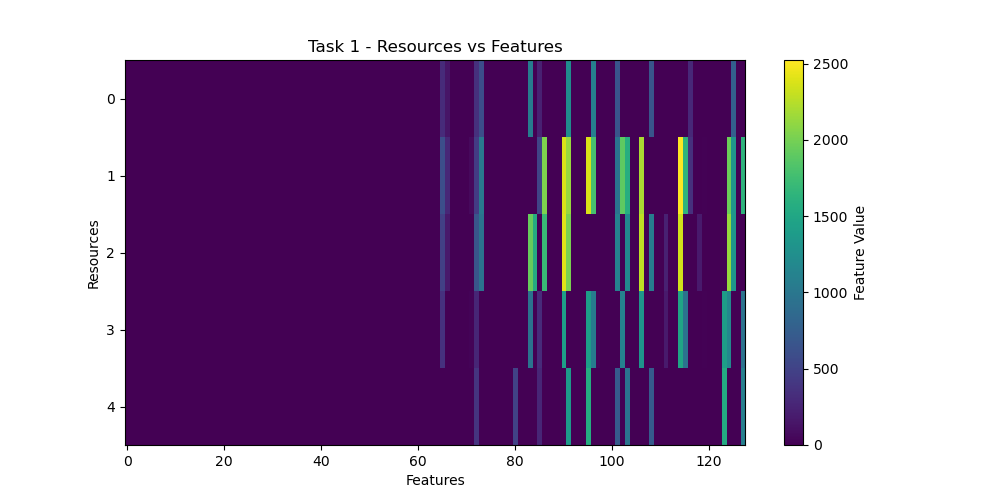 Task 1 - Resources vs Features
Resources
0
1
2
3
4
0 20 40 60 80 100 120
Features
2500
2000
1500
1000
500
0
Feature Value